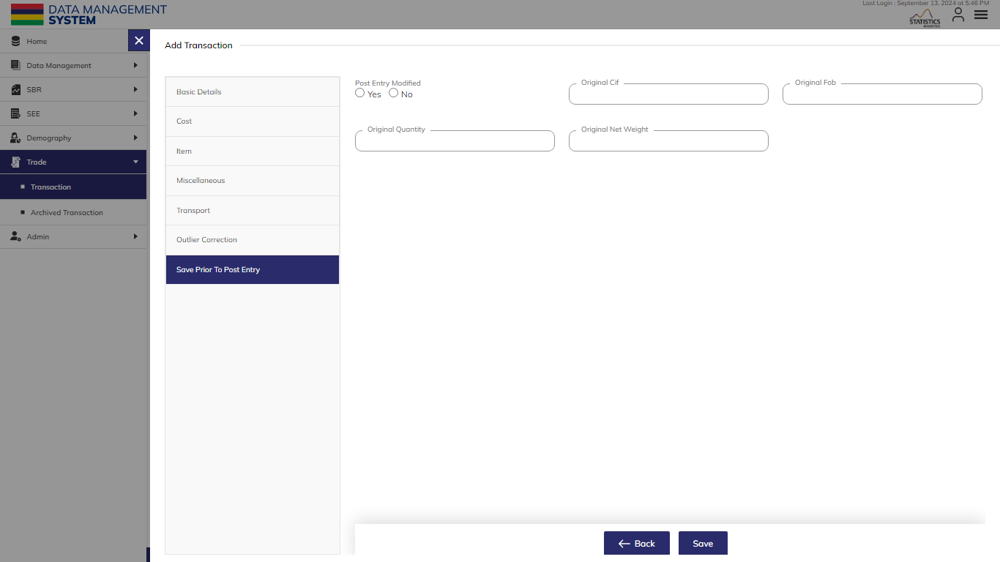 DATA MANAGEMENT
SYSTEM
Last Login : September 13, 2024 at 5:46 PM
STATISTICS
MAURITIUS
Home
Data Management
SBR
SEE
Demography
Trade
Transaction
Archived Transaction
Admin
Add Transaction
Basic Details
Cost
Item
Miscellaneous
Transport
Outlier Correction
Save Prior To Post Entry
Post Entry Modified
Yes No
Original Cif
Original Fob
Original Quantity
Original Net Weight
Back
Save